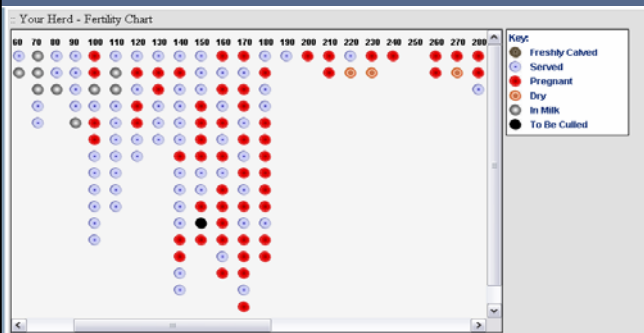 :: Your Herd - Fertility Chart
60 70 80 90 100 110 120 130 140 150 160 170 180 190 200 210 220 230 240 250 260 270 280
Key:
Freshly Calved
Served
Pregnant
Dry
In Milk
To Be Culled